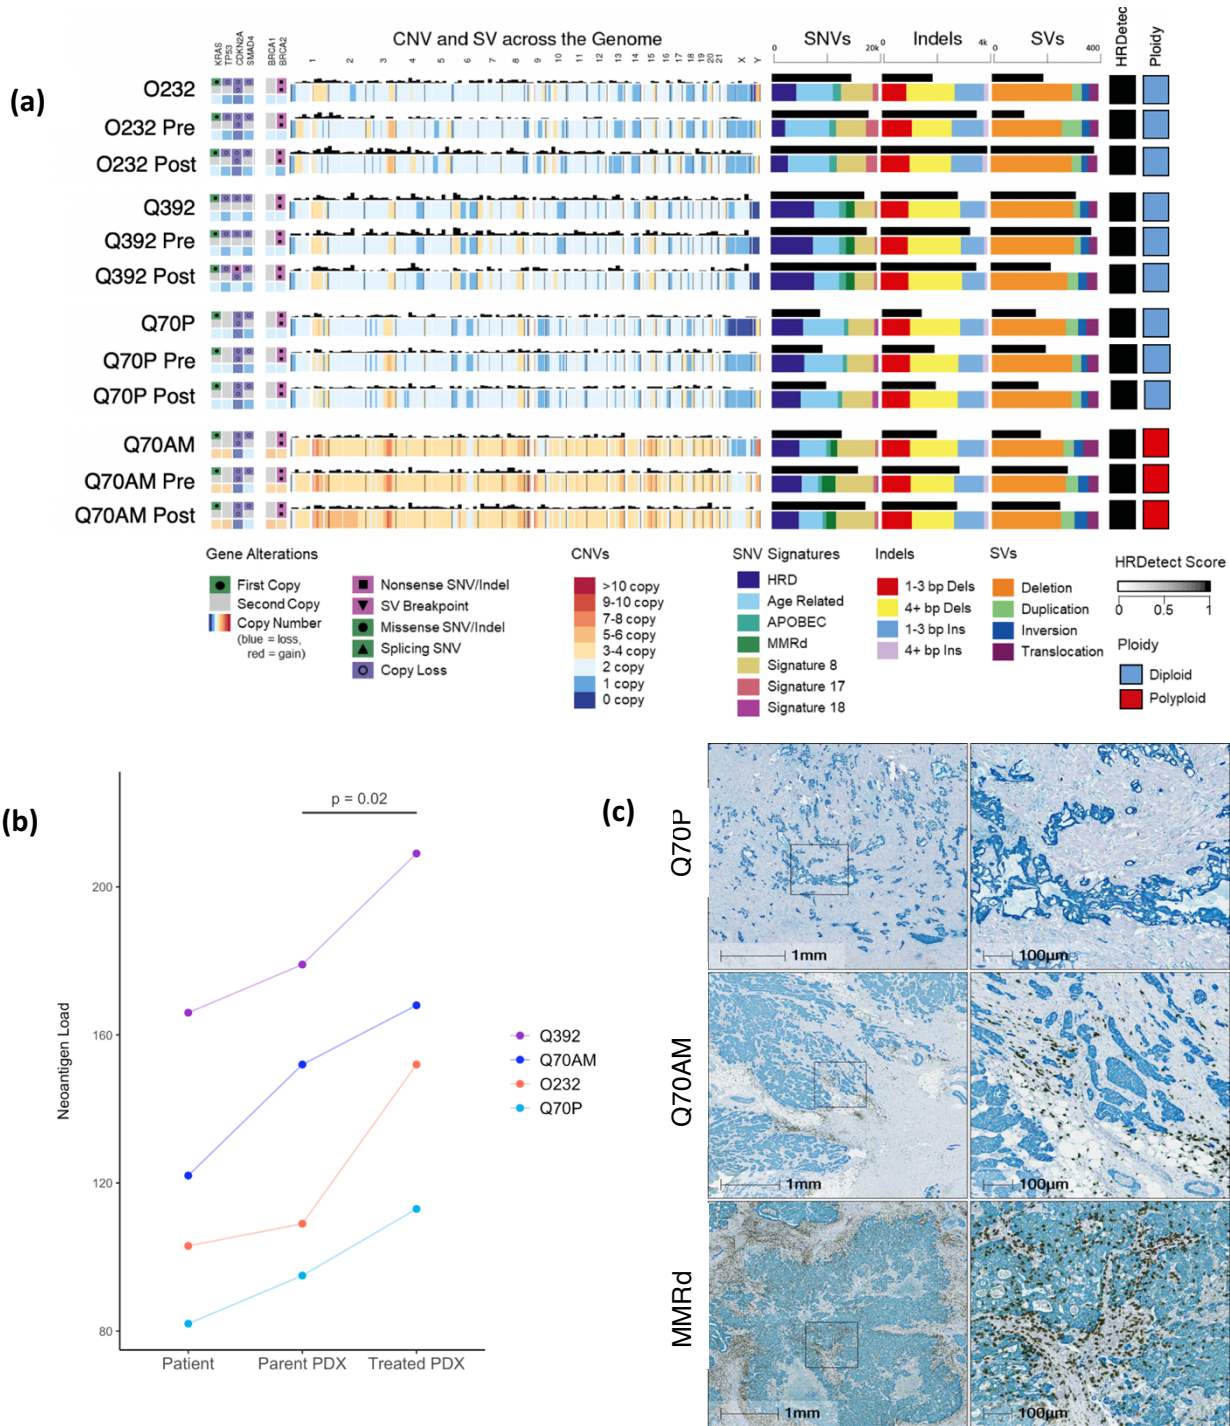 (a)
KRAS
TP53
CDKN2A
SMAD4
BRCA1
BRCA2
CNV and SV across the Genome
1 2 3 4 5 6 7 8 9 10 11 12 13 14 15 16 17 18 19 20 21 X Y
SNVs
0 20k
Indels
0 4k
SVs
0 400
HRDetec
Ploidy
O232
O232 Pre
O232 Post
Q392
Q392 Pre
Q392 Post
Q70P
Q70P Pre
Q70P Post
Q70AM
Q70AM Pre
Q70AM Post
Gene Alterations
First Copy
Second Copy
Copy Number
(blue = loss,
red = gain)
Nonsense SNV/Indel
SV Breakpoint
Missense SNV/Indel
Splicing SNV
Copy Loss
CNVs
>10 copy
9-10 copy
7-8 copy
5-6 copy
3-4 copy
2 copy
1 copy
0 copy
SNV Signatures
HRD
Age Related
APOBEC
MMRd
Signature 8
Signature 17
Signature 18
Indels
1-3 bp Dels
4+ bp Dels
1-3 bp Ins
4+ bp Ins
SVs
Deletion
Duplication
Inversion
Translocation
HRDetect Score
0 0.5 1
Ploidy
Diploid
Polyploid
(b)
p = 0.02
Neoantigen Load
200
160
120
80
Patient Parent PDX Treated PDX
Q392
Q70AM
O232
Q70P
(c)
Q70P
1mm
100µm
Q70AM
1mm
100µm
MMRd
1mm
100µm